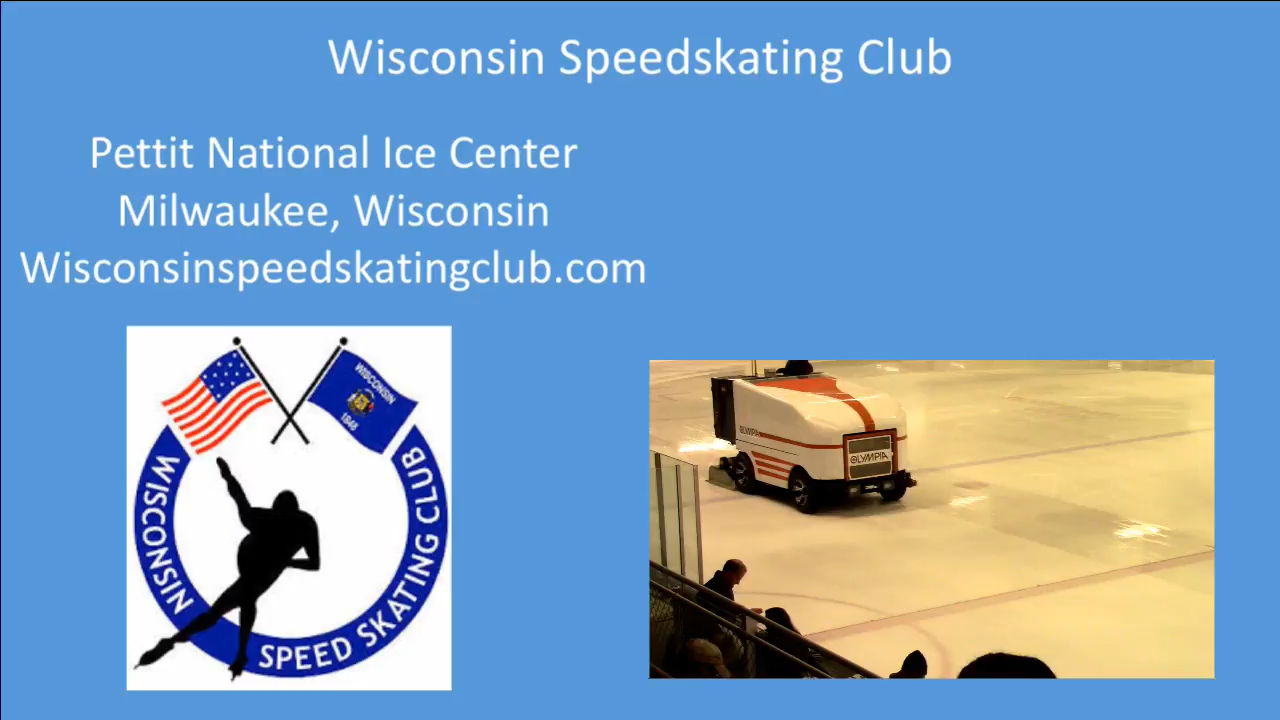 Wisconsin Speedskating Club
Pettit National Ice Center
Milwaukee, Wisconsin
Wisconsinspeedskatingclub.com
WISCONSIN
1848
WISCONSIN
SPEED SKATING CLUB
OLYMPIA
OLYMPIA